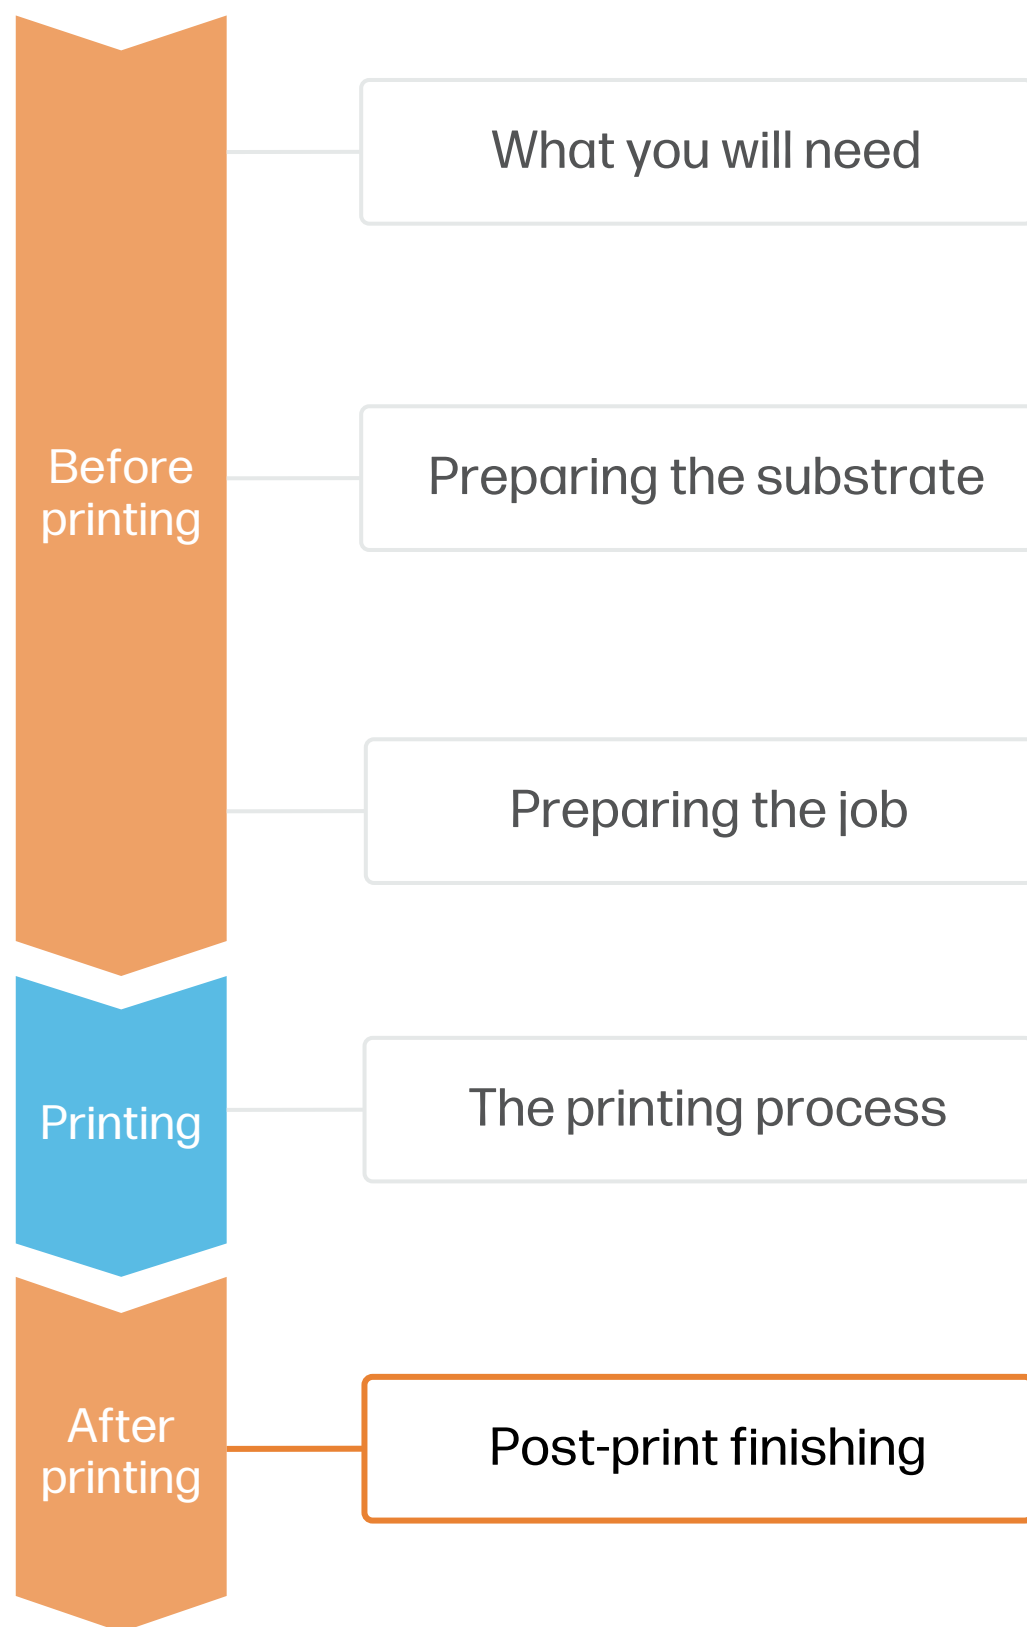 What you will need
Before
printing
Preparing the substrate
Preparing the job
Printing
The printing process
After
printing
Post-print finishing